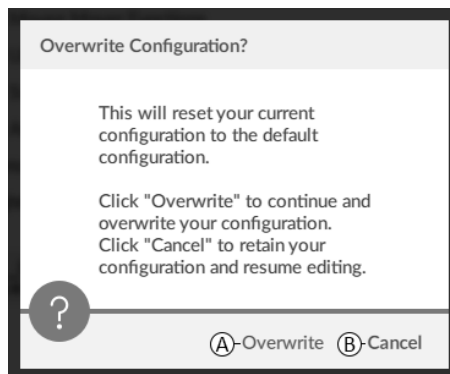 Overwrite Configuration?
This will reset your current
configuration to the default
configuration.
Click "Overwrite" to continue and
overwrite your configuration.
Click "Cancel" to retain your
configuration and resume editing.
?
Ⓐ-Overwrite Ⓑ-Cancel